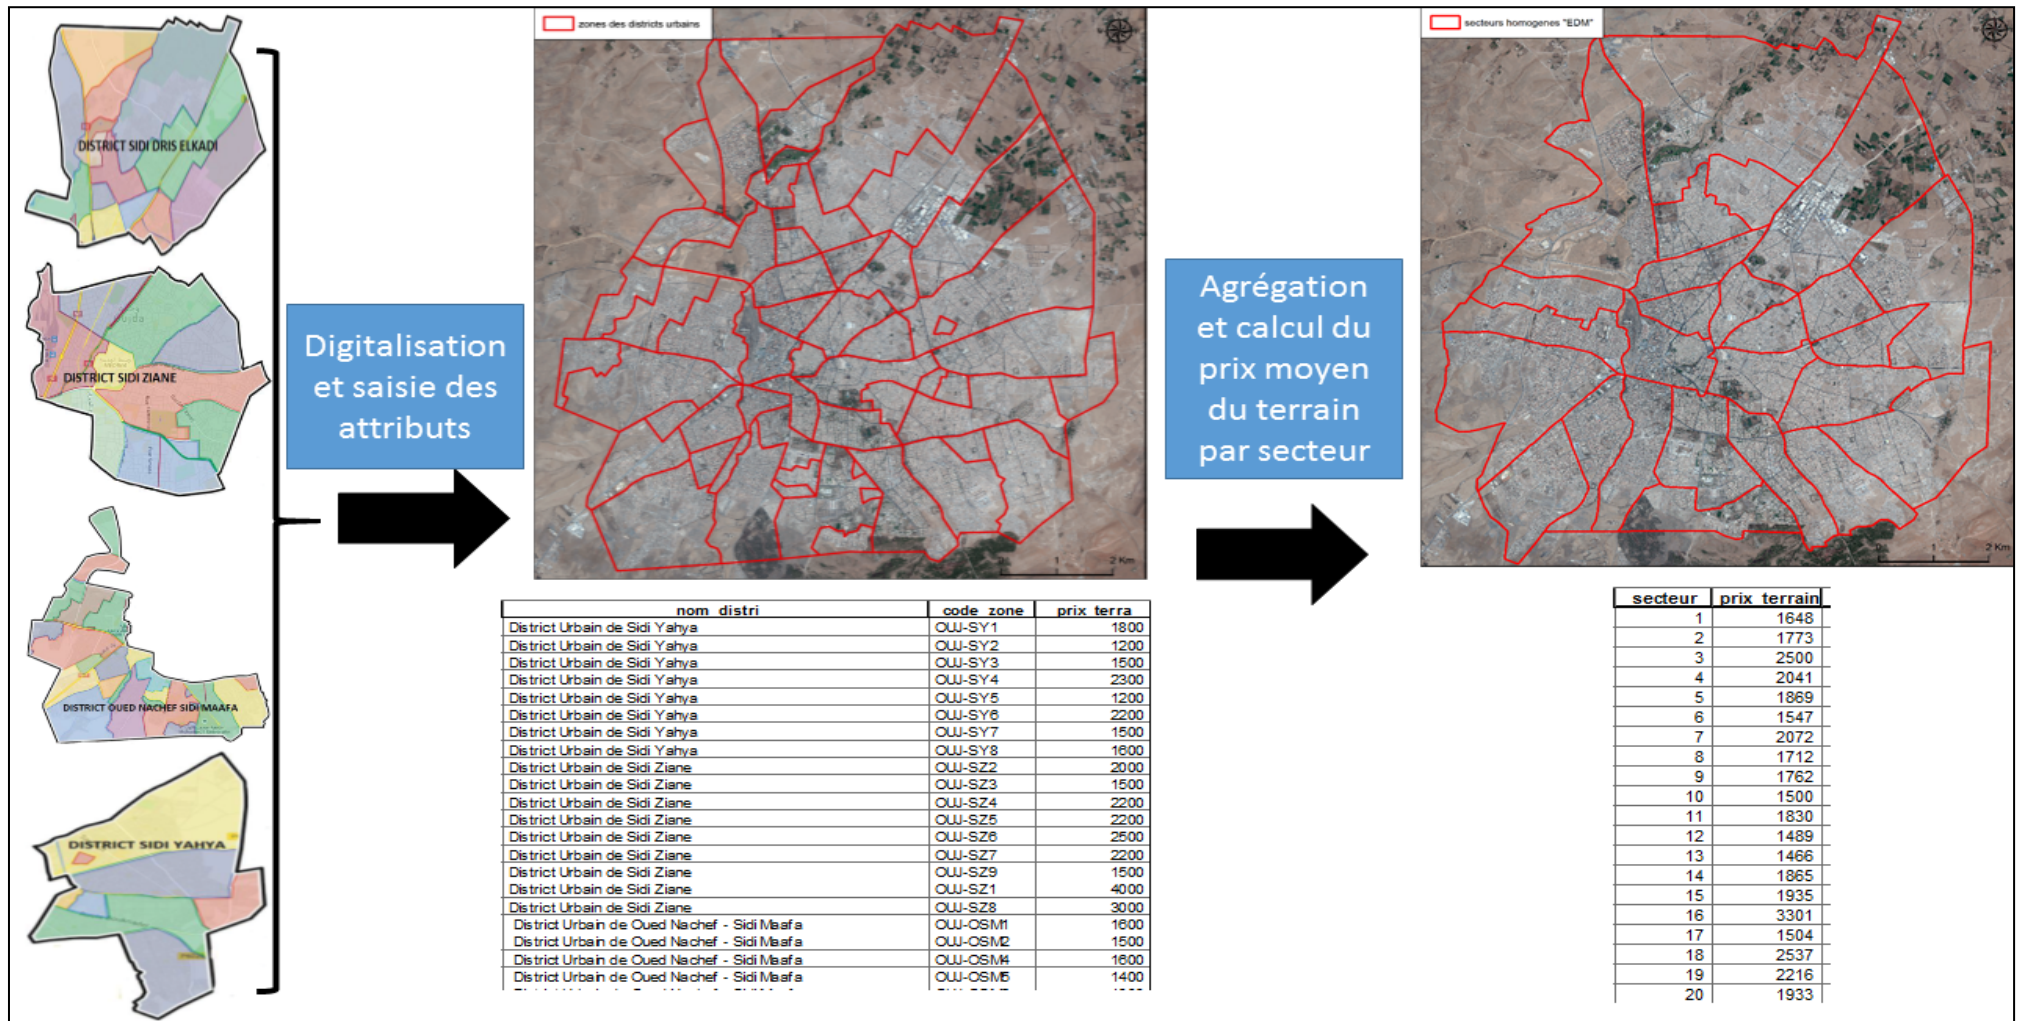 DISTRICT SIDI DRIS ELKADI
DISTRICT SIDI ZIANE
DISTRICT OUED NACHEF SIDI MAAFA
DISTRICT SIDI YAHYA
Digitalisation
et saisie des
attributs
zones des districts urbains
1 2 Km
nom_distri code_zone prix_terra
District Urbain de Sidi Yahya OUJ-SY1 1800
District Urbain de Sidi Yahya OUJ-SY2 1200
District Urbain de Sidi Yahya OUJ-SY3 1500
District Urbain de Sidi Yahya OUJ-SY4 2300
District Urbain de Sidi Yahya OUJ-SY5 1200
District Urbain de Sidi Yahya OUJ-SY6 2200
District Urbain de Sidi Yahya OUJ-SY7 1500
District Urbain de Sidi Yahya OUJ-SY8 1600
District Urbain de Sidi Ziane OUJ-SZ2 2000
District Urbain de Sidi Ziane OUJ-SZ3 1500
District Urbain de Sidi Ziane OUJ-SZ4 2200
District Urbain de Sidi Ziane OUJ-SZ5 2200
District Urbain de Sidi Ziane OUJ-SZ6 2500
District Urbain de Sidi Ziane OUJ-SZ7 2200
District Urbain de Sidi Ziane OUJ-SZ9 1500
District Urbain de Sidi Ziane OUJ-SZ1 4000
District Urbain de Sidi Ziane OUJ-SZ8 3000
District Urbain de Oued Nachef - Sidi Maafa OUJ-OSM1 1600
District Urbain de Oued Nachef - Sidi Maafa OUJ-OSM2 1500
District Urbain de Oued Nachef - Sidi Maafa OUJ-OSM4 1600
District Urbain de Oued Nachef - Sidi Maafa OUJ-OSM5 1400
Agrégation
et calcul du
prix moyen
du terrain
par secteur
secteurs homogenes "EDM"
0 1 2 Km
secteur prix_terrain
1 1648
2 1773
3 2500
4 2041
5 1869
6 1547
7 2072
8 1712
9 1762
10 1500
11 1830
12 1489
13 1466
14 1865
15 1935
16 3301
17 1504
18 2537
19 2216
20 1933